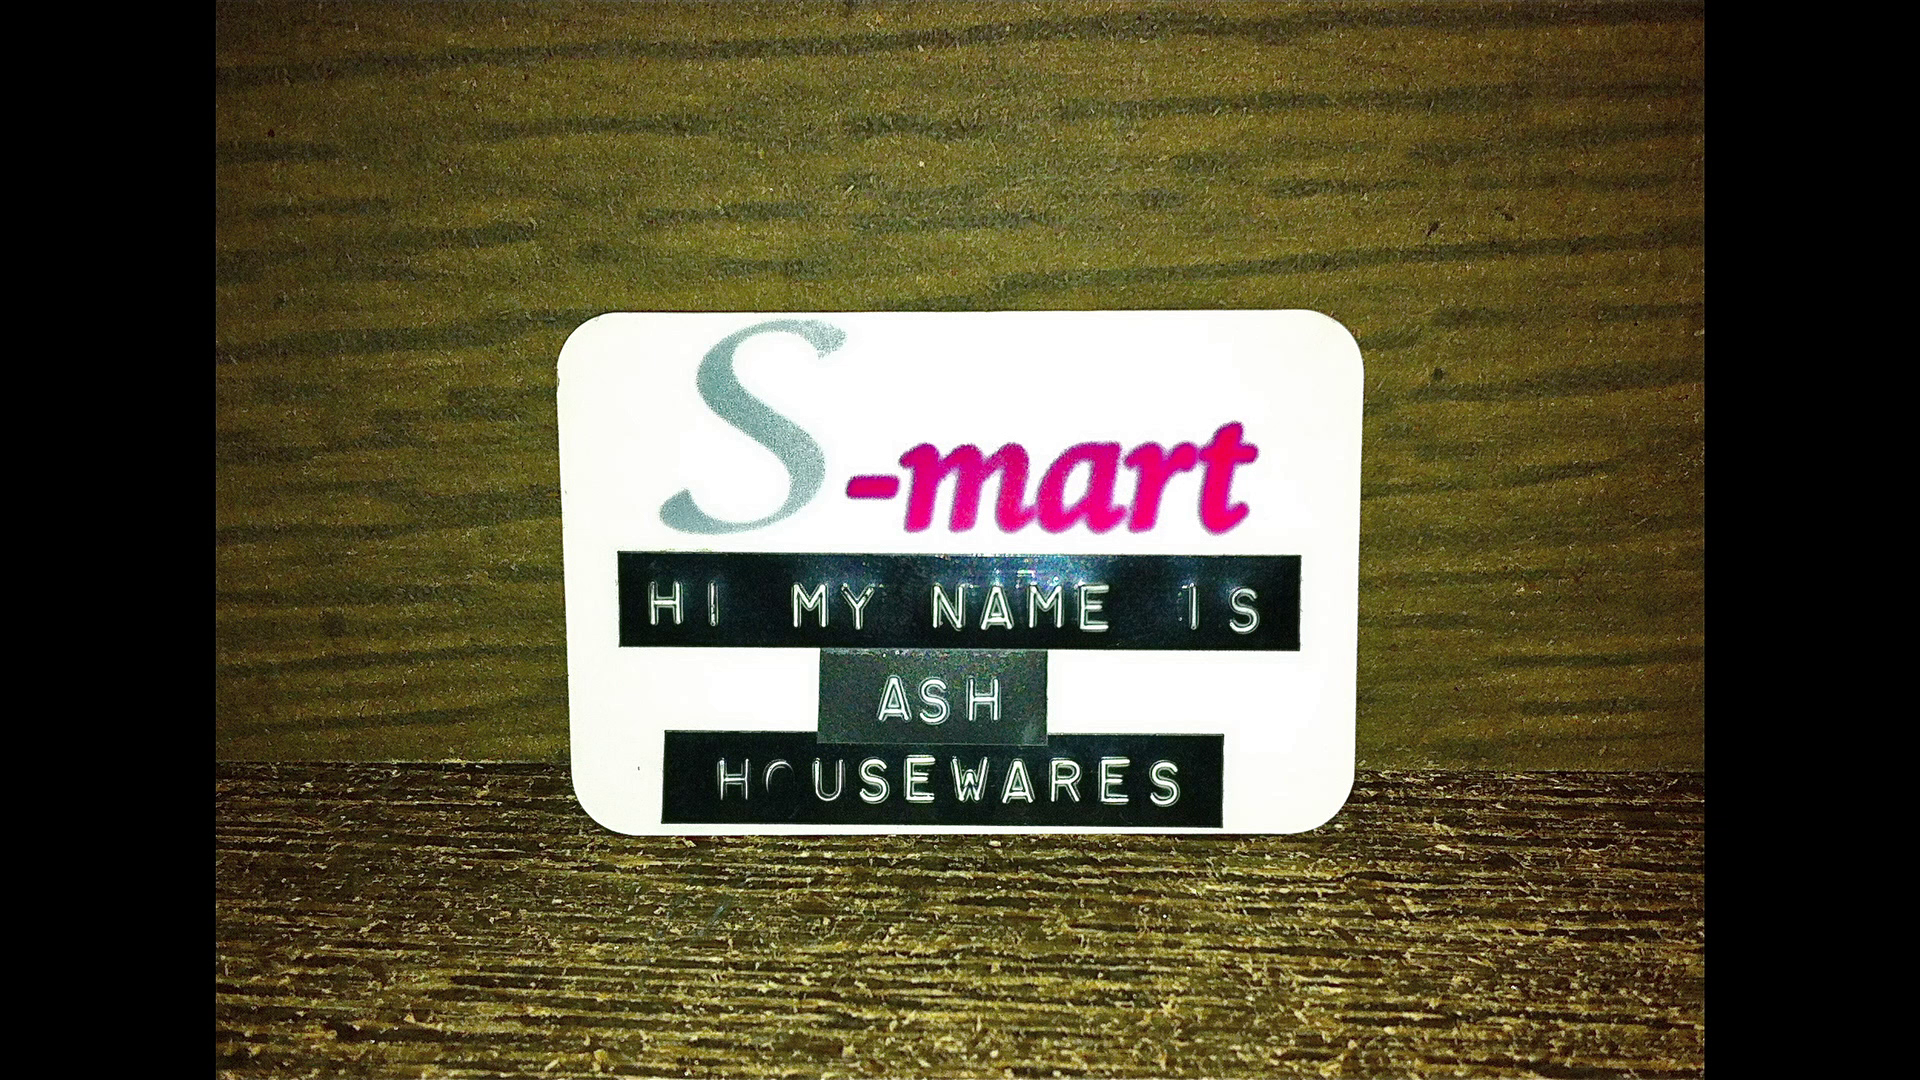 S-mart
HI MY NAME IS
ASH
HOUSEWARES